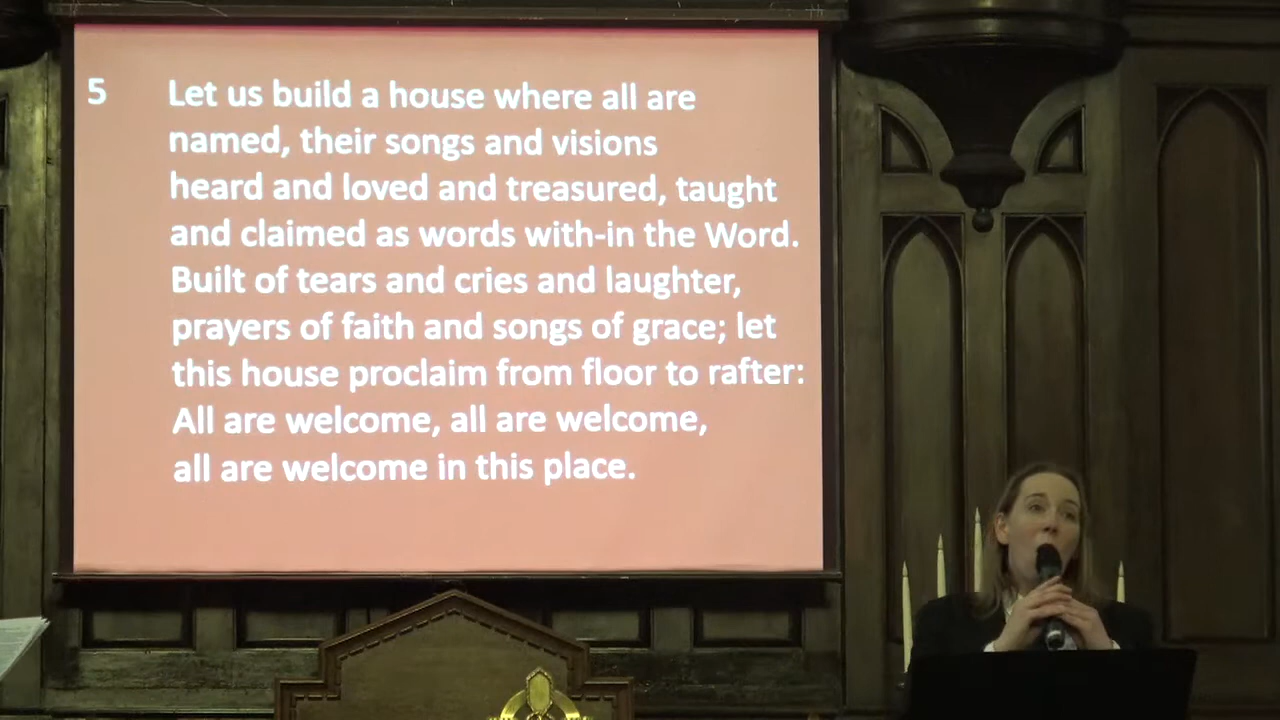 5 Let us build a house where all are
named, their songs and visions
heard and loved and treasured, taught
and claimed as words with-in the Word.
Built of tears and cries and laughter,
prayers of faith and songs of grace; let
this house proclaim from floor to rafter:
All are welcome, all are welcome,
all are welcome in this place.